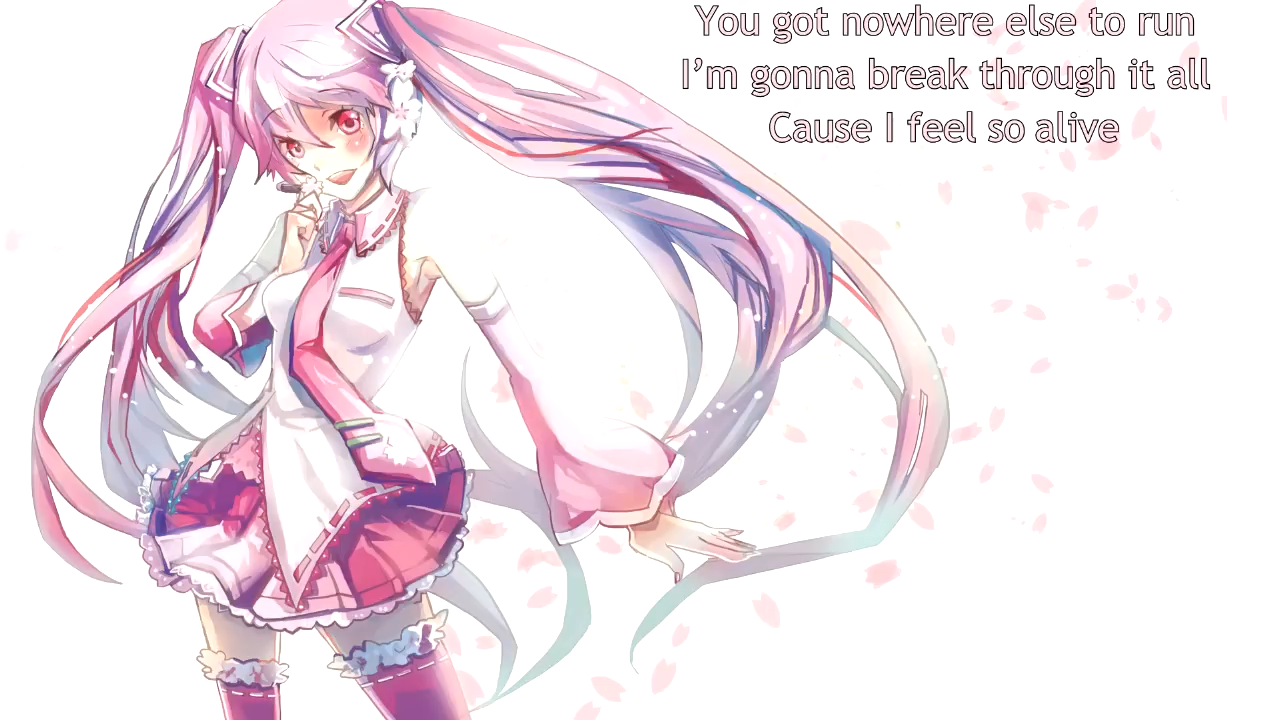 You got nowhere else to run
I'm gonna break through it all
Cause I feel so alive